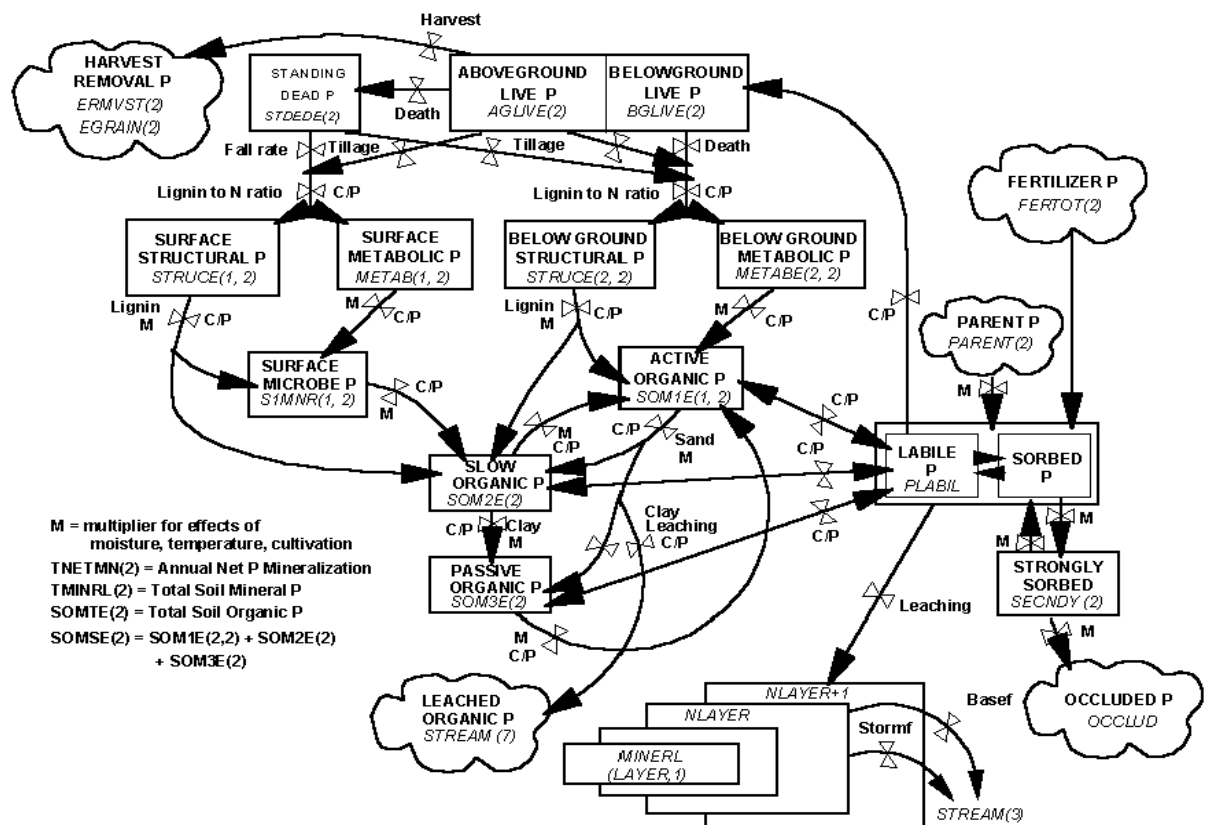 Harvest
HARVEST
REMOVAL P
ERMVST(2)
EGRAIN(2)
STANDING
DEAD P
STDEDE(2)
Death
ABOVEGROUND
LIVE P
AGLIVE(2)
BELOWGROUND
LIVE P
BGLIVE(2)
Fall rate
Tillage
Tillage
Death
Lignin to N ratio
C/P
Lignin to N ratio
C/P
FERTILIZER P
FERTOT(2)
SURFACE
STRUCTURAL P
STRUCE(1, 2)
SURFACE
METABOLIC P
METAB(1, 2)
BELOW GROUND
STRUCTURAL P
STRUCE(2, 2)
BELOW GROUND
METABOLIC P
METABE(2, 2)
Lignin
M
C/P
M
C/P
Lignin
M
C/P
M
C/P
C/P
PARENT P
PARENT(2)
M
SURFACE
MICROBE P
S1MNR(1, 2)
C/P
M
ACTIVE
ORGANIC P
SOM1E(1, 2)
C/P
M
C/P
C/P
Sand
M
SLOW
ORGANIC P
SOM2E(2)
LABILE
P
PLABIL
SORBED
P
C/P
Clay
M
Clay
Leaching
C/P
C/P
M
M
PASSIVE
ORGANIC P
SOM3E(2)
STRONGLY
SORBED
SECNDY (2)
M
M
C/P
Leaching
M = multiplier for effects of
moisture, temperature, cultivation
TNETMN(2) = Annual Net P Mineralization
TMINRL(2) = Total Soil Mineral P
SOMTE(2) = Total Soil Organic P
SOMSE(2) = SOM1E(2,2) + SOM2E(2)
+ SOM3E(2)
LEACHED
ORGANIC P
STREAM (7)
NLAYER+1
NLAYER
MINERL
(LAYER,1)
Basef
Stormf
STREAM(3)
OCCLUDED P
OCCLUD